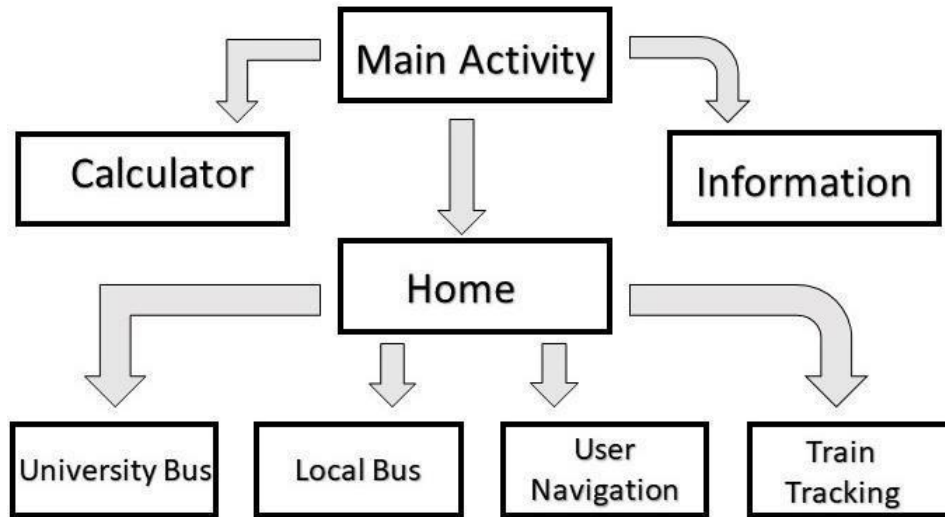 Main Activity
Calculator
Information
Home
University Bus
Local Bus
User
Navigation
Train
Tracking